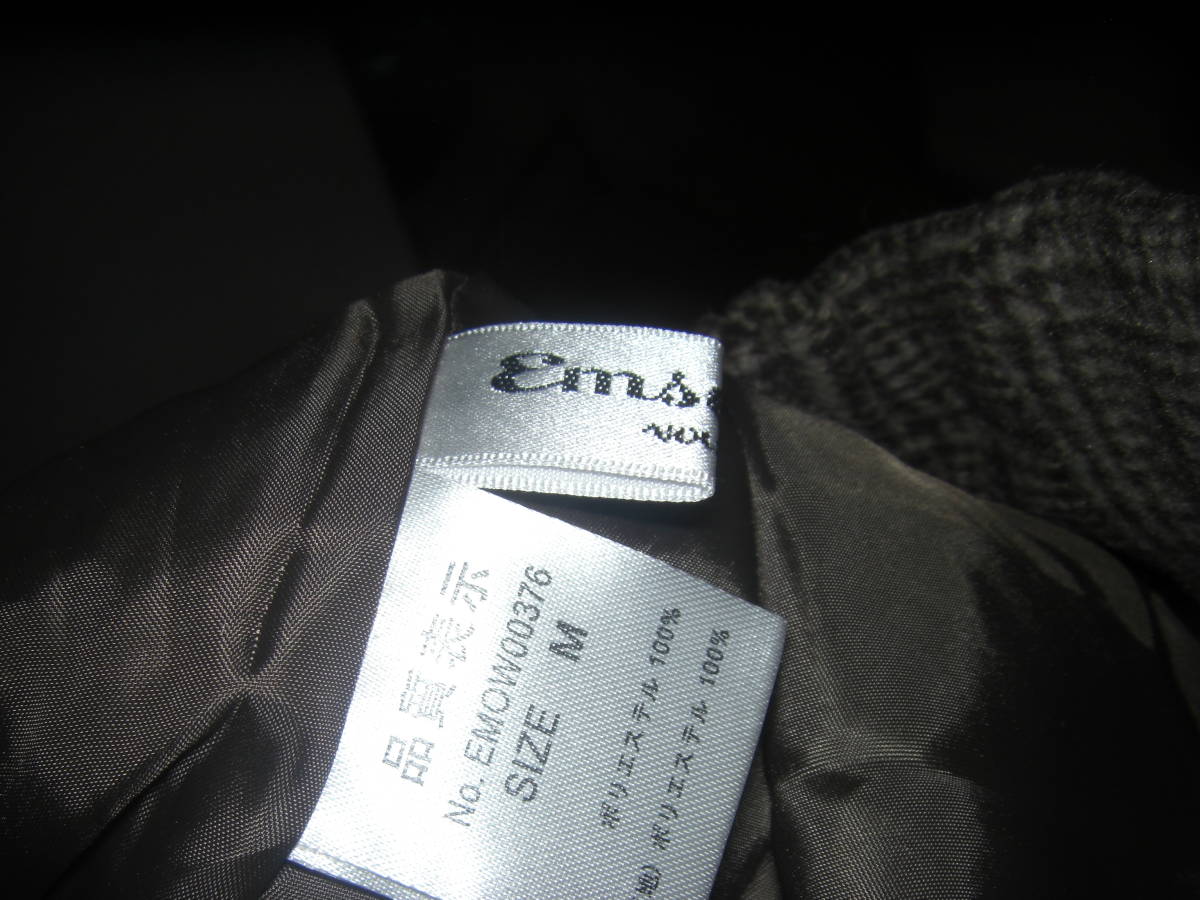 Ems
品質表示
No. EMOW00376
SIZE M
ポリエステル 100%
地) ポリエステル 100%